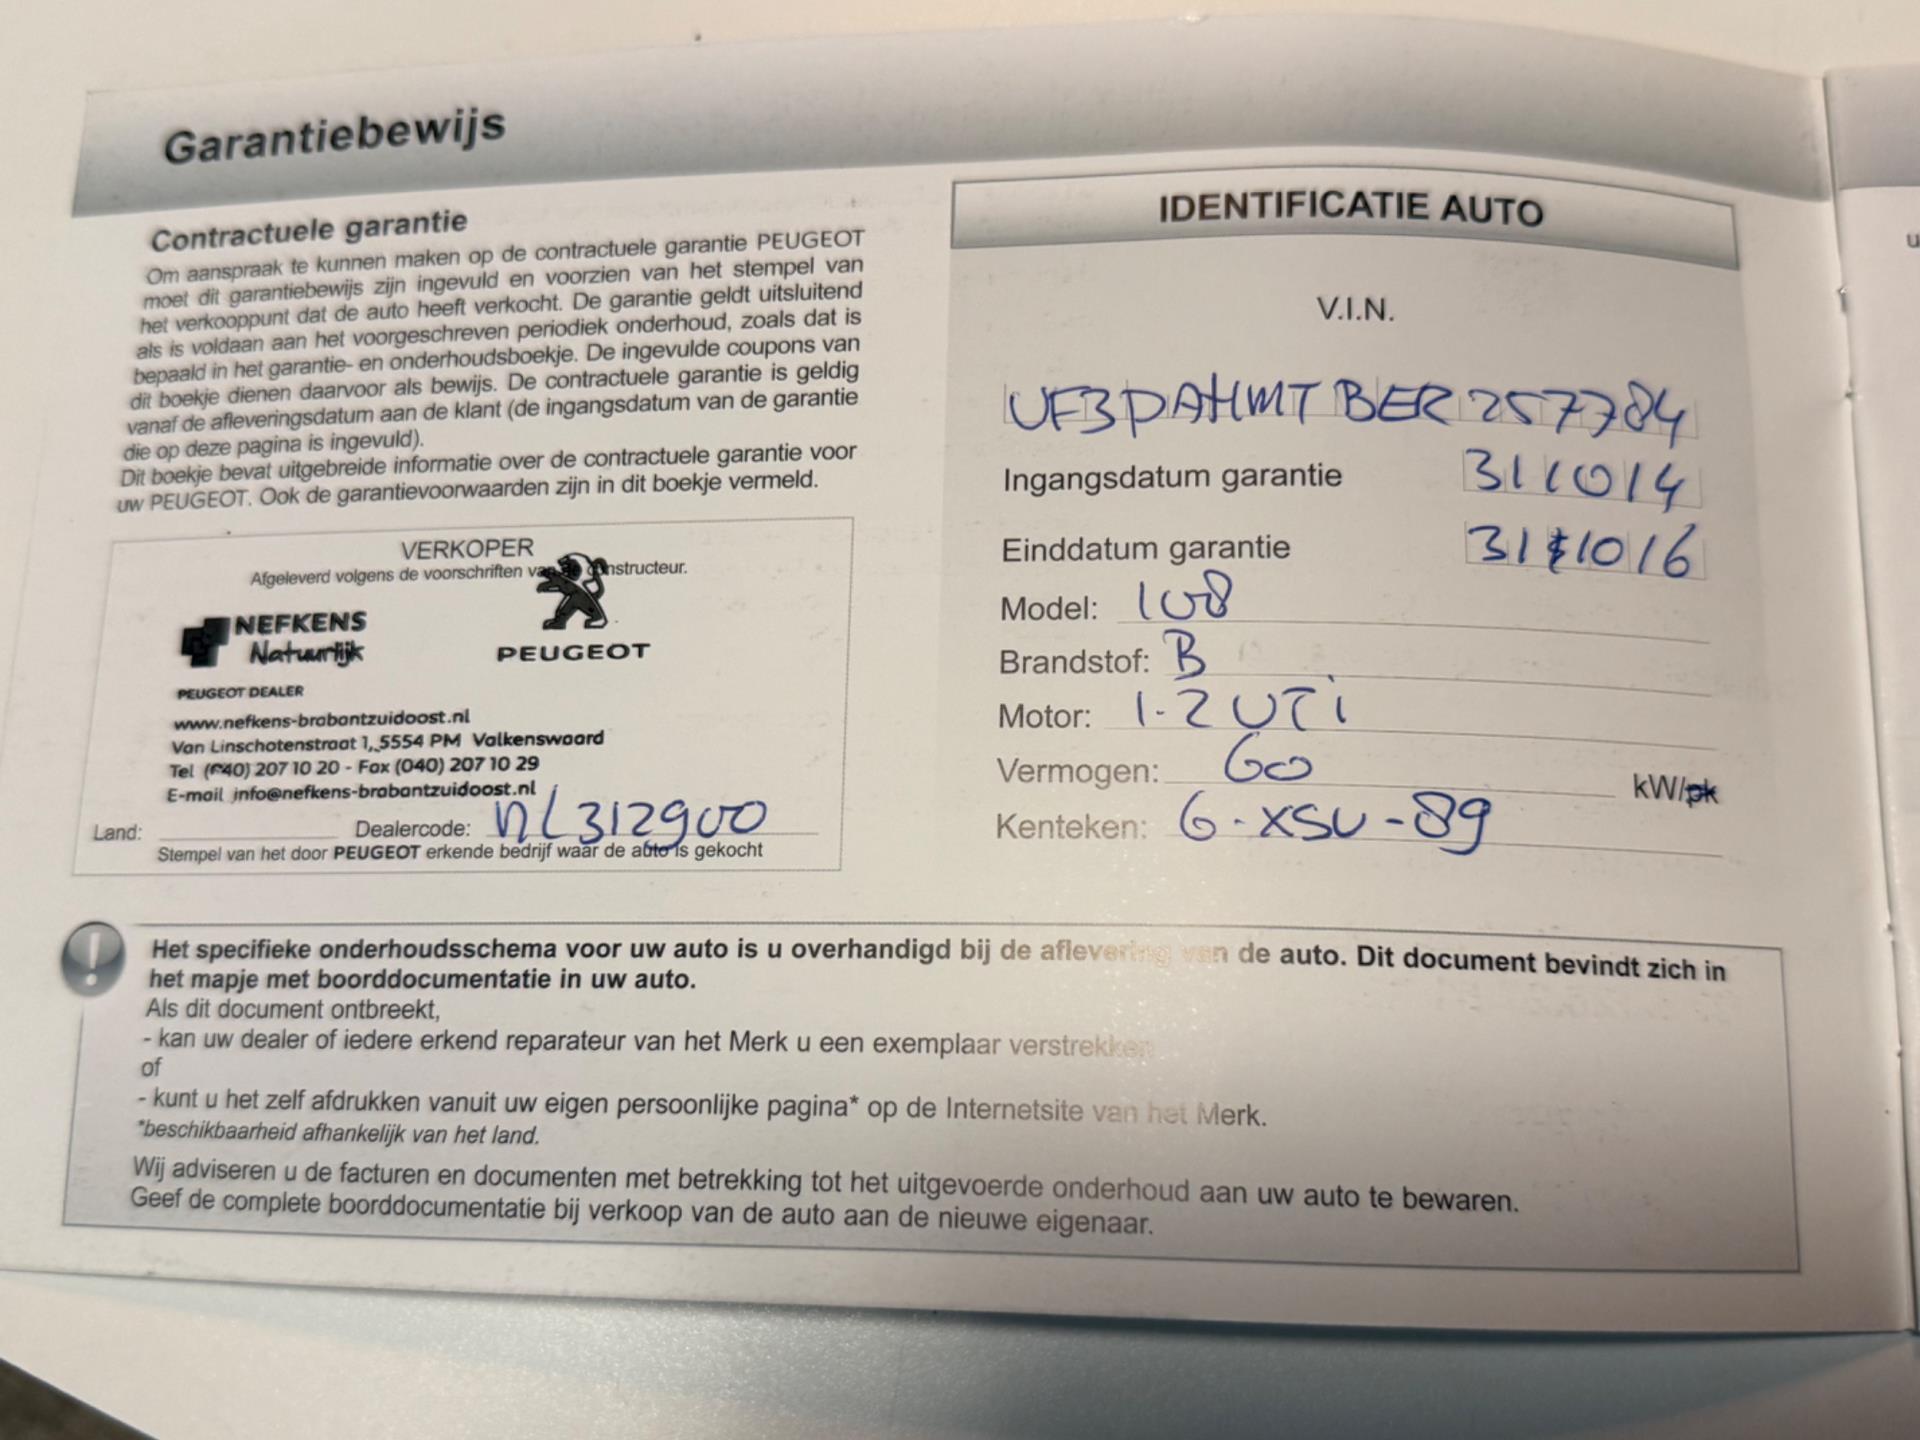 Garantiebewijs
Contractuele garantie
Om aanspraak te kunnen maken op de contractuele garantie PEUGEOT
moet dit garantiebewijs zijn ingevuld en voorzien van het stempel van
het verkooppunt dat de auto heeft verkocht. De garantie geldt uitsluitend
als is voldaan aan het voorgeschreven periodiek onderhoud, zoals dat is
bepaald in het garantie- en onderhoudsboekje. De ingevulde coupons van
dit boekje dienen daarvoor als bewijs. De contractuele garantie is geldig
vanaf de afleveringsdatum aan de klant (de ingangsdatum van de garantie
die op deze pagina is ingevuld).
Dit boekje bevat uitgebreide informatie over de contractuele garantie voor
uw PEUGEOT. Ook de garantievoorwaarden zijn in dit boekje vermeld.
VERKOPER
Afgeleverd volgens de voorschriften van de constructeur.
NEFKENS
Natuurlijk
PEUGEOT
PEUGEOT DEALER
www.nefkens-brabantzuidoost.nl
Van Linschotenstraat 1, 5554 PM Valkenswaard
Tel (040) 207 10 20 - Fax (040) 207 10 29
E-mail info@nefkens-brabantzuidoost.nl
Land: Dealercode: NL312900
Stempel van het door PEUGEOT erkende bedrijf waar de auto is gekocht
IDENTIFICATIE AUTO
V.I.N.
VF3PAHMTBER257784
Ingangsdatum garantie 311014
Einddatum garantie 311016
Model: 108
Brandstof: B
Motor: 1.2 VTi
Vermogen: 60 kW/pk
Kenteken: 6-XSV-89
Het specifieke onderhoudsschema voor uw auto is u overhandigd bij de aflevering van de auto. Dit document bevindt zich in
het mapje met boorddocumentatie in uw auto.
Als dit document ontbreekt,
- kan uw dealer of iedere erkend reparateur van het Merk u een exemplaar verstrekken
of
- kunt u het zelf afdrukken vanuit uw eigen persoonlijke pagina* op de Internetsite van het Merk.
*beschikbaarheid afhankelijk van het land.
Wij adviseren u de facturen en documenten met betrekking tot het uitgevoerde onderhoud aan uw auto te bewaren.
Geef de complete boorddocumentatie bij verkoop van de auto aan de nieuwe eigenaar.